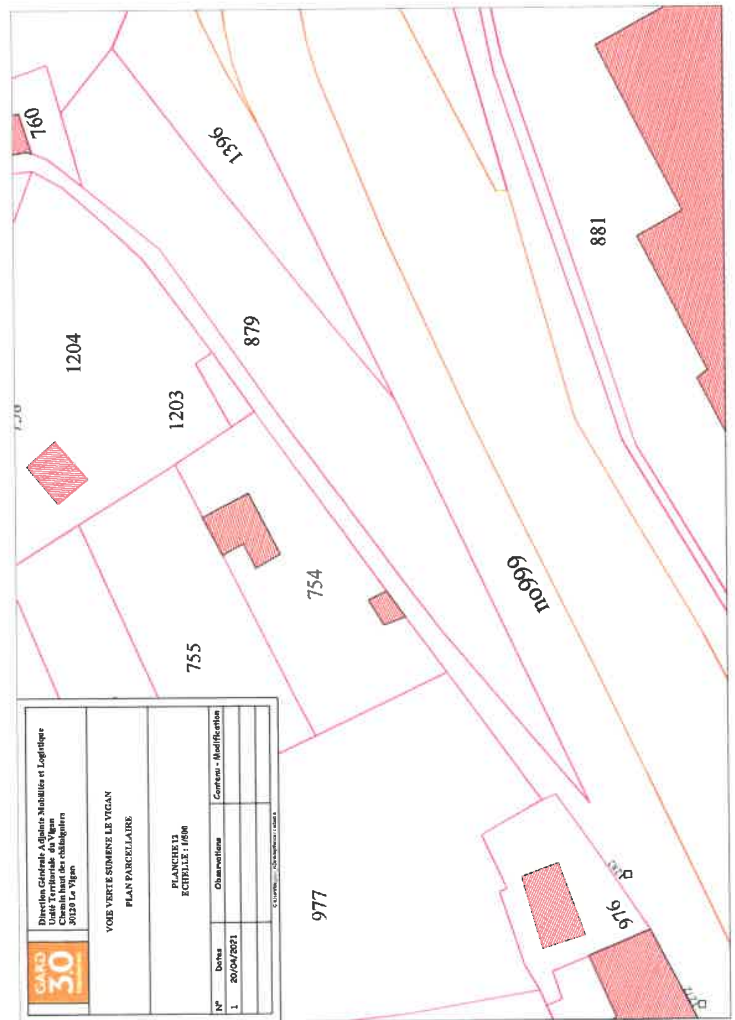 GARD
30
Direction Générale Adjointe Mobilités et Logistique
Unité Territoriale du Vigan
Chemin haut des châtaigniers
30120 Le Vigan
VOIE VERTE SUMENE LE VIGAN
PLAN PARCELLAIRE
PLANCHE 12
ECHELLE : 1/500
N° Dates Observations Contenu - Modification
1 20/04/2021
760
1396
1204
879
881
1203
754
755
no999
977
976